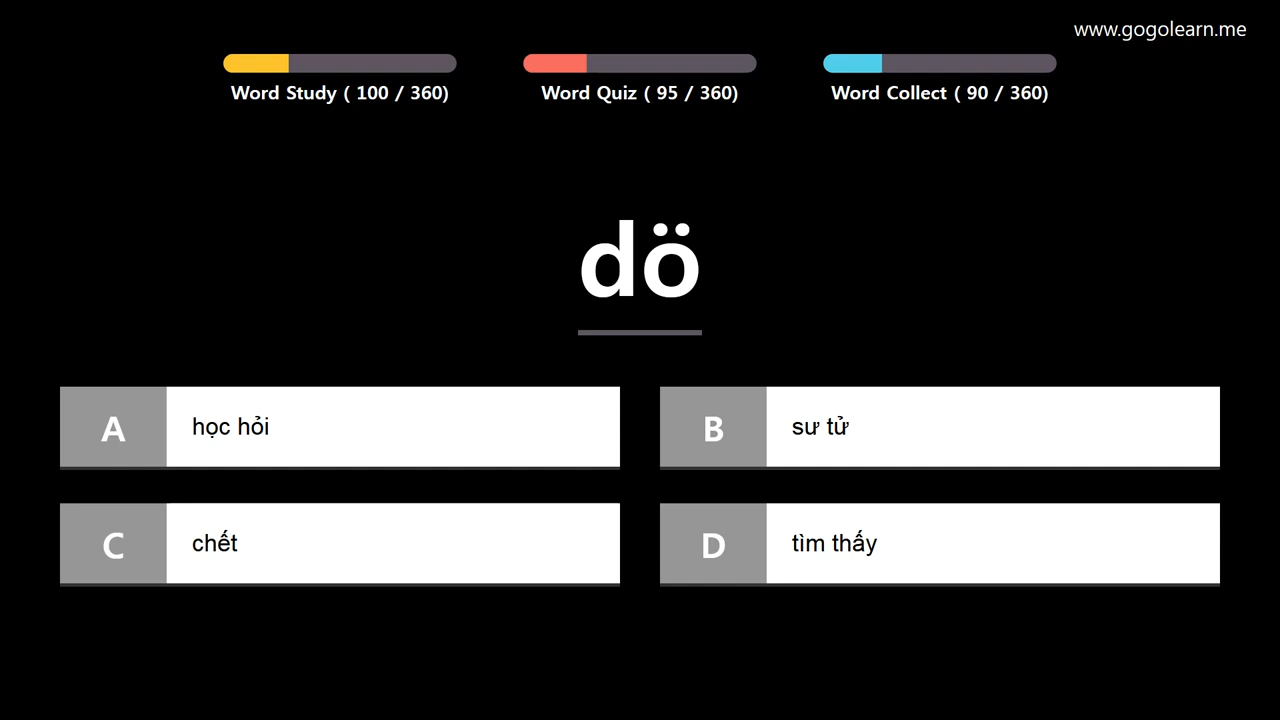 www.gogolearn.me
Word Study ( 100 / 360)
Word Quiz ( 95 / 360)
Word Collect ( 90 / 360)
dö
A học hỏi
B sư tử
C chết
D tìm thấy